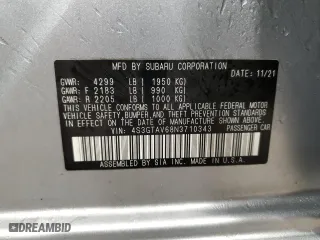 MFD. BY SUBARU CORPORATION
DATE: 11/21
GVWR: 4299 LB ( 1950 KG)
GAWR: F 2183 LB ( 990 KG)
GAWR: R 2205 LB ( 1000 KG)
THIS VEHICLE CONFORMS TO ALL APPLICABLE
FEDERAL MOTOR VEHICLE SAFETY, BUMPER, AND
THEFT PREVENTION STANDARDS IN EFFECT ON THE
DATE OF MANUFACTURE SHOWN ABOVE.
VIN: 4S3GTAV68N3710343 PASSENGER CAR
ASSEMBLED BY SIA INC. MADE IN U.S.A.